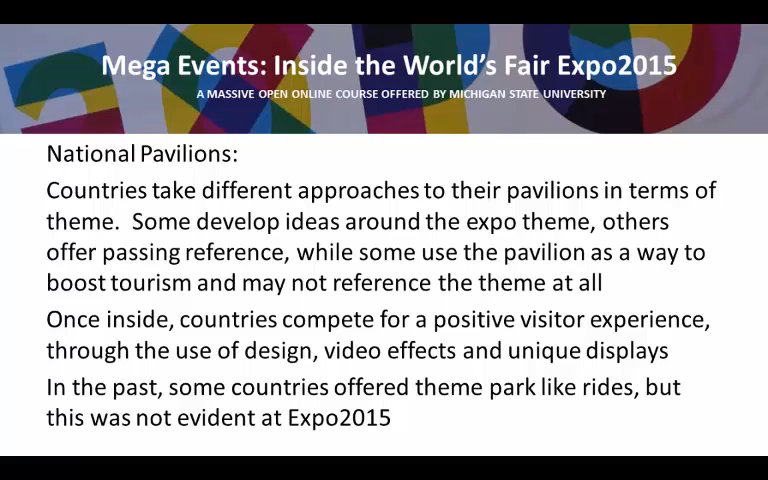 Mega Events: Inside the World's Fair Expo2015
A MASSIVE OPEN ONLINE COURSE OFFERED BY MICHIGAN STATE UNIVERSITY
National Pavilions:
Countries take different approaches to their pavilions in terms of
theme.  Some develop ideas around the expo theme, others
offer passing reference, while some use the pavilion as a way to
boost tourism and may not reference the theme at all
Once inside, countries compete for a positive visitor experience,
through the use of design, video effects and unique displays
In the past, some countries offered theme park like rides, but
this was not evident at Expo2015